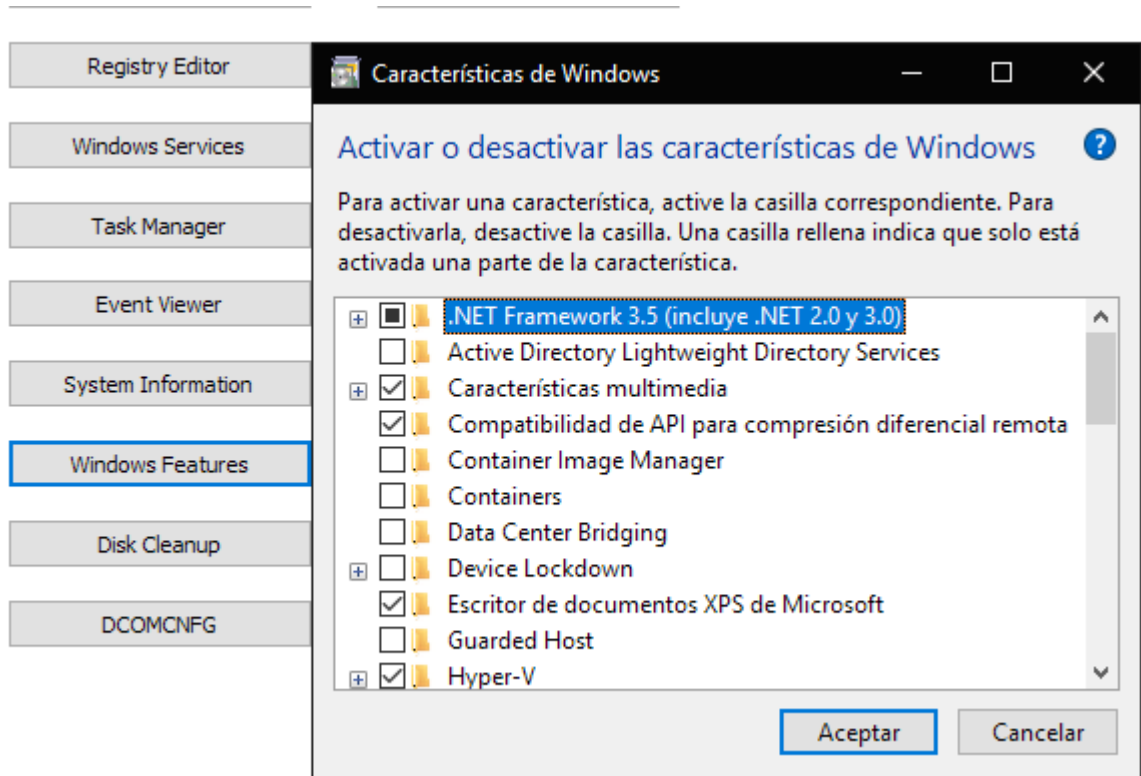 Registry Editor
Windows Services
Task Manager
Event Viewer
System Information
Windows Features
Disk Cleanup
DCOMCNFG
Características de Windows
Activar o desactivar las características de Windows
Para activar una característica, active la casilla correspondiente. Para
desactivarla, desactive la casilla. Una casilla rellena indica que solo está
activada una parte de la característica.
.NET Framework 3.5 (incluye .NET 2.0 y 3.0)
Active Directory Lightweight Directory Services
Características multimedia
Compatibilidad de API para compresión diferencial remota
Container Image Manager
Containers
Data Center Bridging
Device Lockdown
Escritor de documentos XPS de Microsoft
Guarded Host
Hyper-V
Aceptar
Cancelar